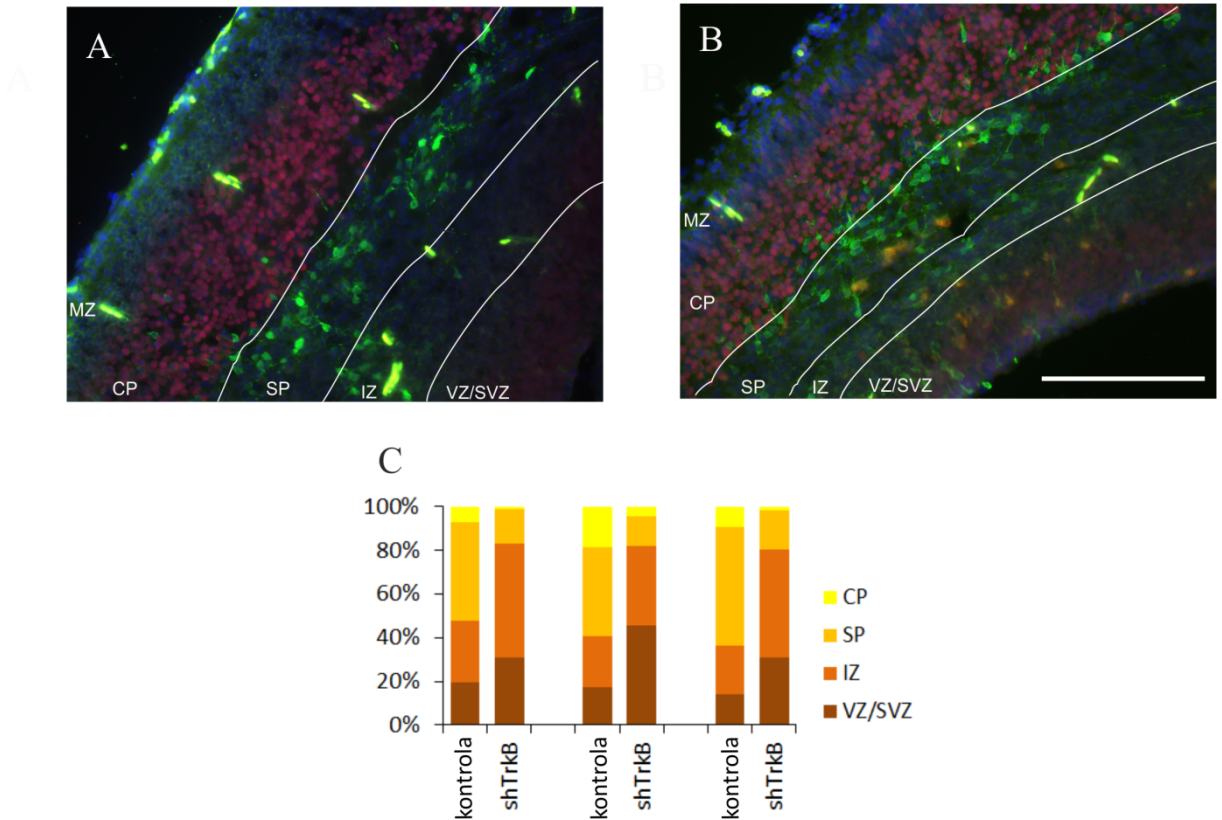 A
B
A
B
MZ
CP
SP
IZ
VZ/SVZ
MZ
CP
SP
IZ
VZ/SVZ
C
100%
80%
60%
40%
20%
0%
kontrola
shTrkB
kontrola
shTrkB
kontrola
shTrkB
CP
SP
IZ
VZ/SVZ